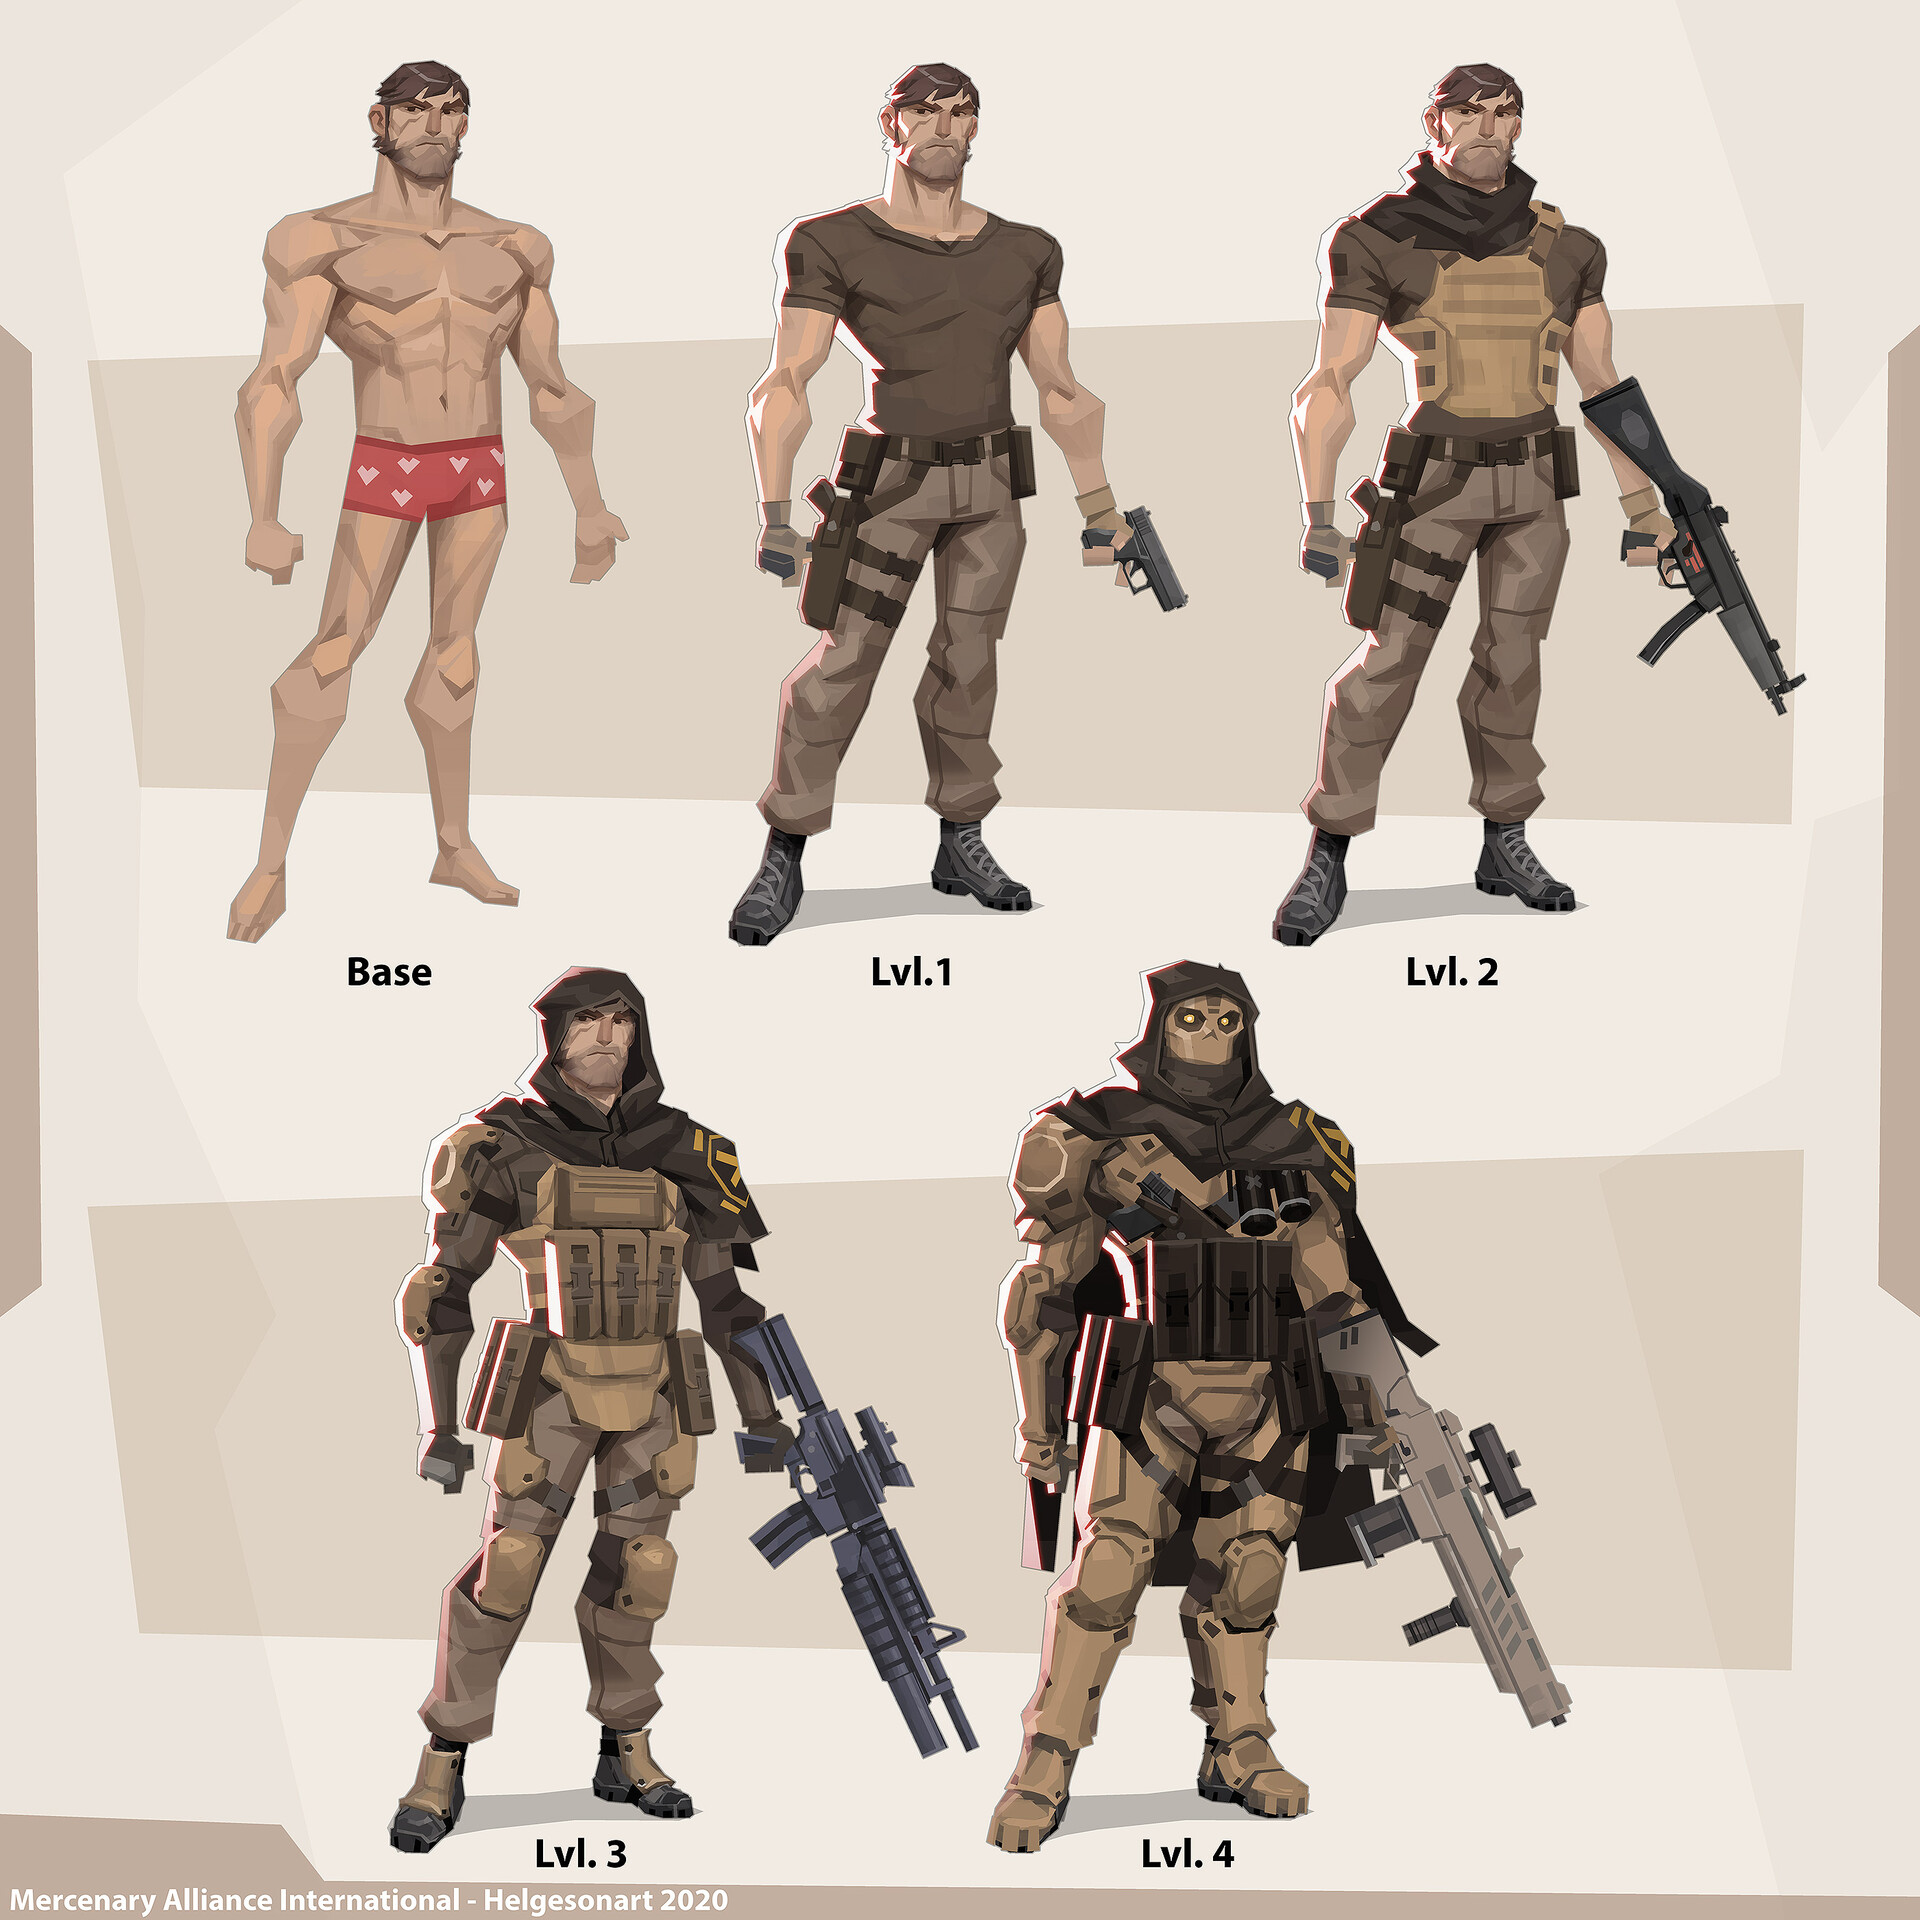 Base
Lvl.1
Lvl. 2
Lvl. 3
Lvl. 4
Mercenary Alliance International - Helgesonart 2020